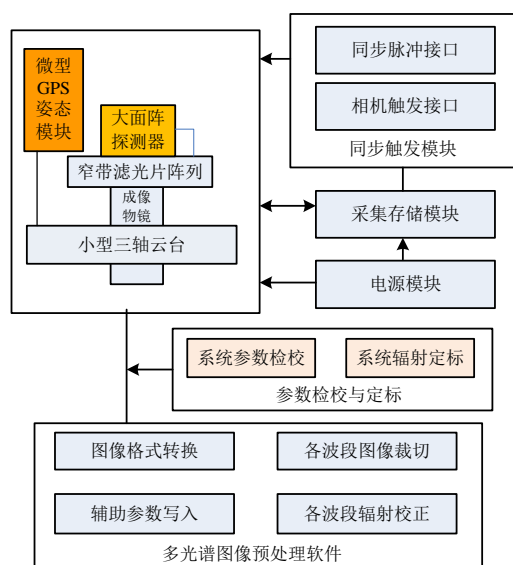 微型
GPS
姿态
模块
大面阵
探测器
窄带滤光片阵列
成像
物镜
小型三轴云台
同步脉冲接口
相机触发接口
同步触发模块
采集存储模块
电源模块
系统参数检校
系统辐射定标
参数检校与定标
图像格式转换
各波段图像裁切
辅助参数写入
各波段辐射校正
多光谱图像预处理软件